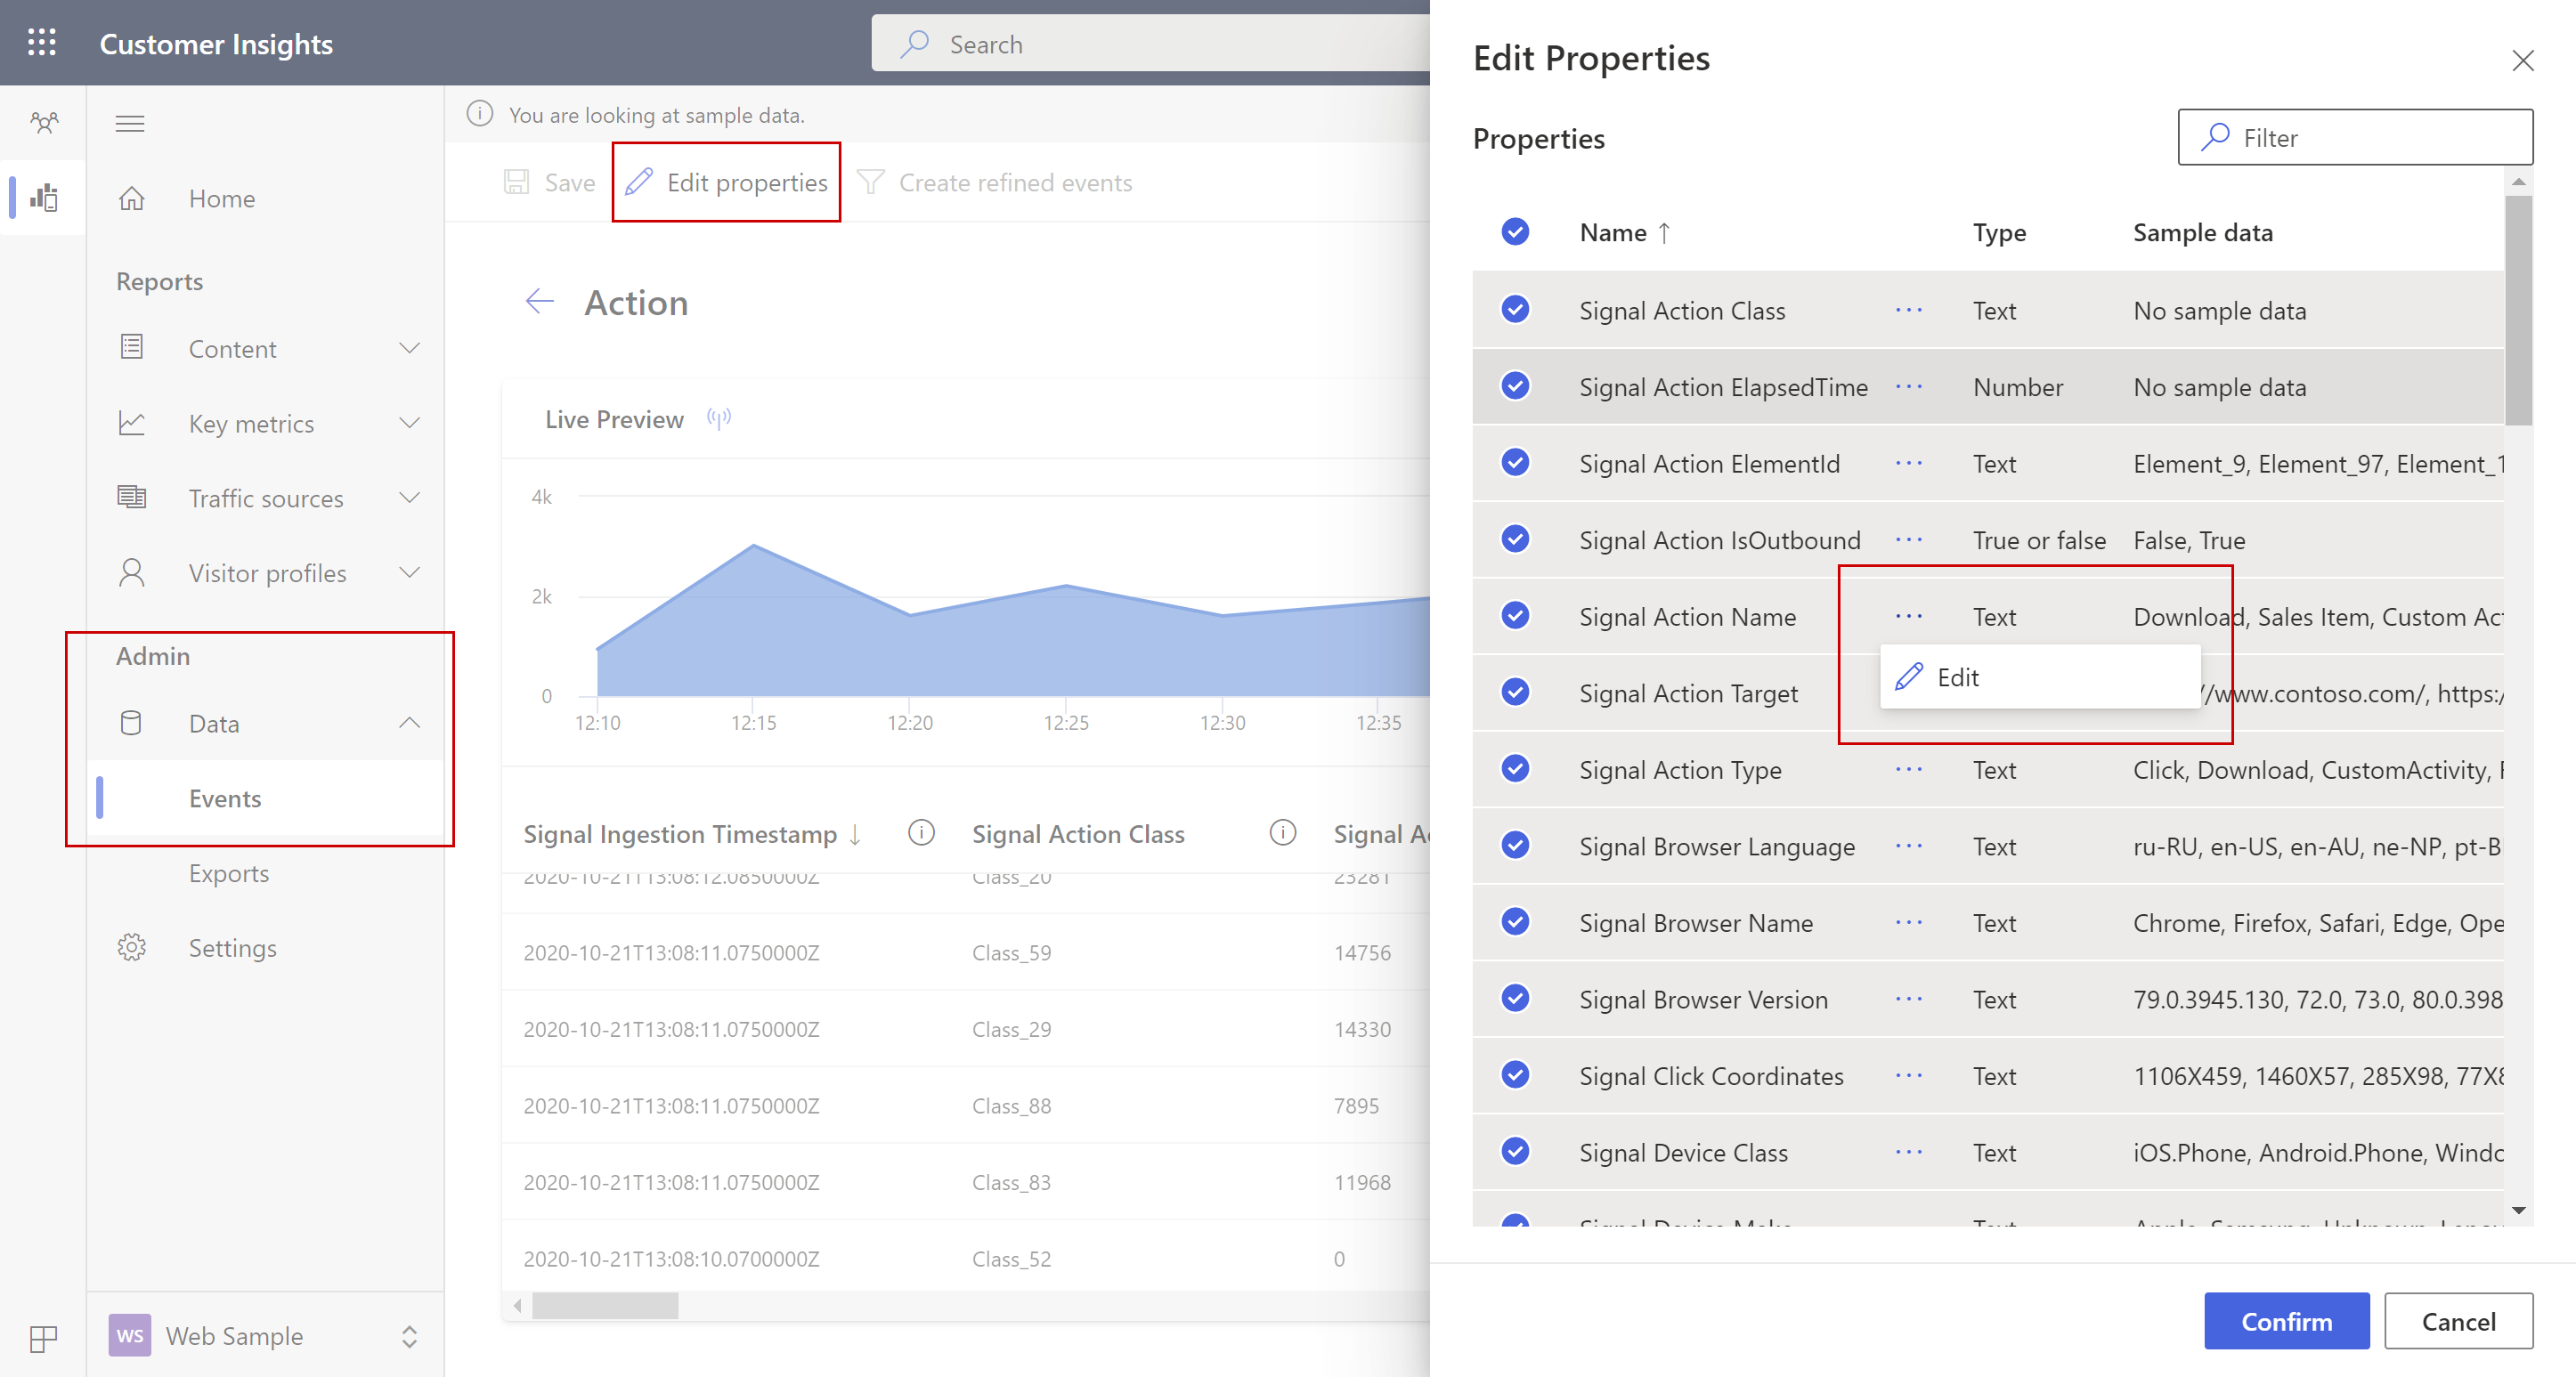 Customer Insights
Search
You are looking at sample data.
Save
Edit properties
Create refined events
Home
Reports
Content
Key metrics
Traffic sources
Visitor profiles
Admin
Data
Events
Exports
Settings
WS Web Sample
Action
Live Preview
4k
2k
0
12:10 12:15 12:20 12:25 12:30 12:35
Signal Ingestion Timestamp Signal Action Class Signal
2020-10-21T13:08:12.0850000Z Class_20 23281
2020-10-21T13:08:11.0750000Z Class_59 14756
2020-10-21T13:08:11.0750000Z Class_29 14330
2020-10-21T13:08:11.0750000Z Class_88 7895
2020-10-21T13:08:11.0750000Z Class_83 11968
2020-10-21T13:08:10.0700000Z Class_52 0
Edit Properties
Properties
Filter
Name Type Sample data
Signal Action Class ... Text No sample data
Signal Action ElapsedTime ... Number No sample data
Signal Action ElementId ... Text Element_9, Element_97, Element_1
Signal Action IsOutbound ... True or false False, True
Signal Action Name ... Text Download, Sales Item, Custom Act
Edit
Signal Action Target //www.contoso.com/, https:/
Signal Action Type ... Text Click, Download, CustomActivity,
Signal Browser Language ... Text ru-RU, en-US, en-AU, ne-NP, pt-B
Signal Browser Name ... Text Chrome, Firefox, Safari, Edge, Ope
Signal Browser Version ... Text 79.0.3945.130, 72.0, 73.0, 80.0.398
Signal Click Coordinates ... Text 1106X459, 1460X57, 285X98, 77X8
Signal Device Class ... Text iOS.Phone, Android.Phone, Windo
Signal Device Make Text Apple, Samsung, Unknown, Lenov
Confirm
Cancel